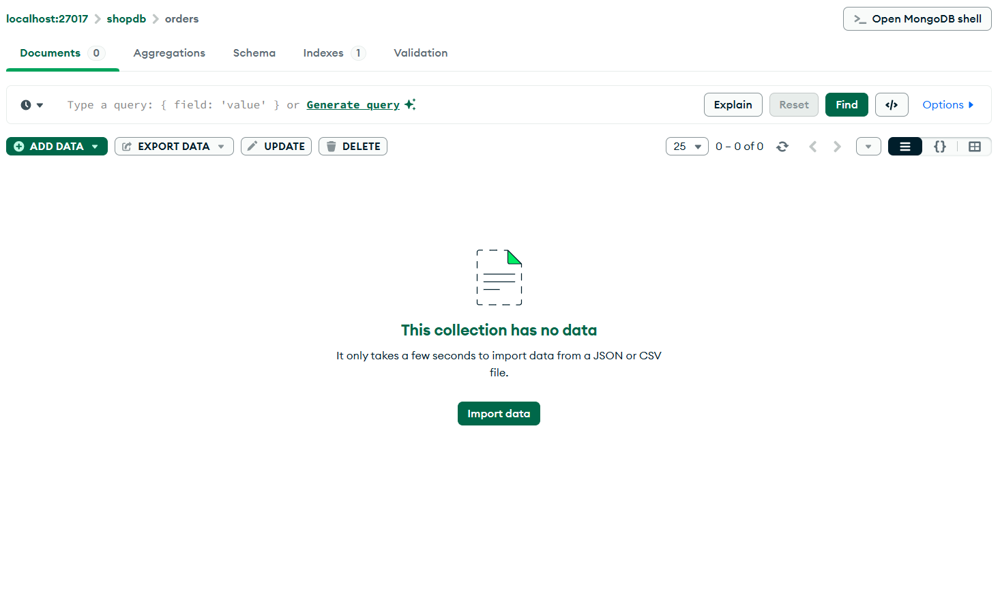 localhost:27017 shopdb orders >_ Open MongoDB shell
Documents 0 Aggregations Schema Indexes 1 Validation
Type a query: { field: 'value' } or Generate query Explain Reset Find </> Options
ADD DATA EXPORT DATA UPDATE DELETE 25 0 – 0 of 0 {}
This collection has no data
It only takes a few seconds to import data from a JSON or CSV
file.
Import data